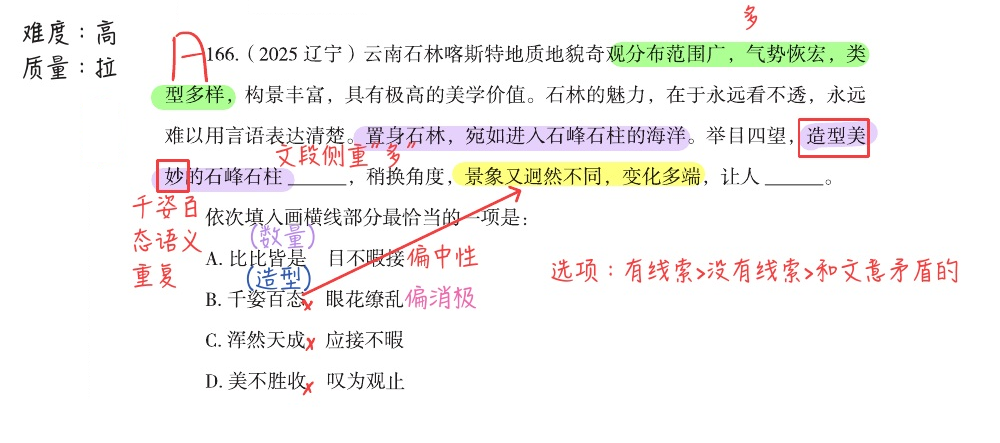 难度：高
质量：拉
多
A
166.（2025 辽宁）云南石林喀斯特地质地貌奇观分布范围广，气势恢宏，类
型多样，构景丰富，具有极高的美学价值。石林的魅力，在于永远看不透，永远
难以用言语表达清楚。置身石林，宛如进入石峰石柱的海洋。举目四望，造型美
文段侧重“多”
妙的石峰石柱 ______，稍换角度，景象又迥然不同，变化多端，让人 ______。
千姿百
态语义
重复
依次填入画横线部分最恰当的一项是：
(数量)
A. 比比皆是 目不暇接 偏中性
(造型)
选项：有线索>没有线索>和文意矛盾的
B. 千姿百态x 眼花缭乱 偏消极
C. 浑然天成x 应接不暇
D. 美不胜收x 叹为观止